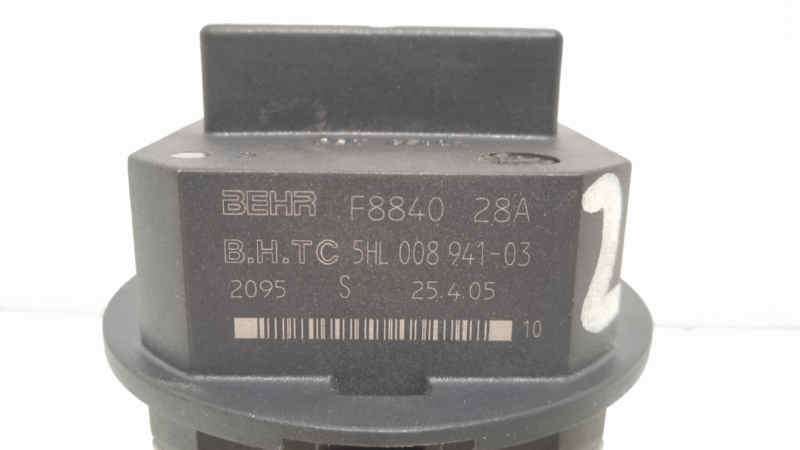 BEHR F8840 28A
B.H.TC 5HL 008 941-03
2095 S 25.4.05
10
2